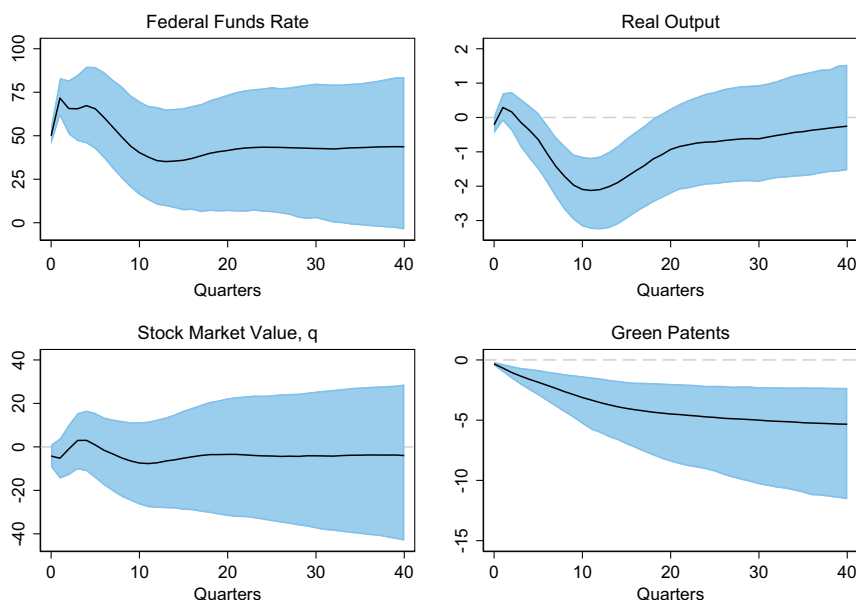 Federal Funds Rate
100
75
50
25
0
0 10 20 30 40
Quarters
Real Output
2
1
0
-1
-2
-3
0 10 20 30 40
Quarters
Stock Market Value, q
40
20
0
-20
-40
0 10 20 30 40
Quarters
Green Patents
0
-5
-10
-15
0 10 20 30 40
Quarters